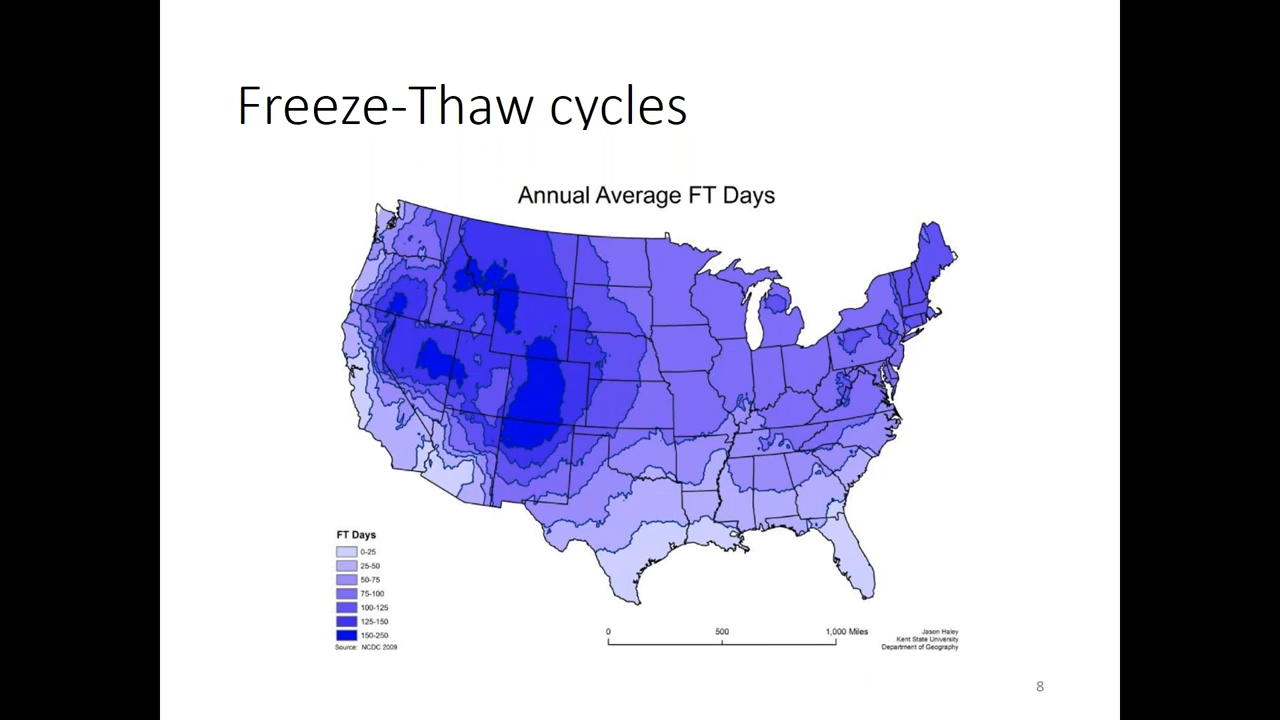 Freeze-Thaw cycles
Annual Average FT Days
FT Days
0-25
25-50
50-75
75-100
100-125
125-150
150-250
Source: NCDC 2009
0 500 1,000 Miles
Jason Haley
Kent State University
Department of Geography
8